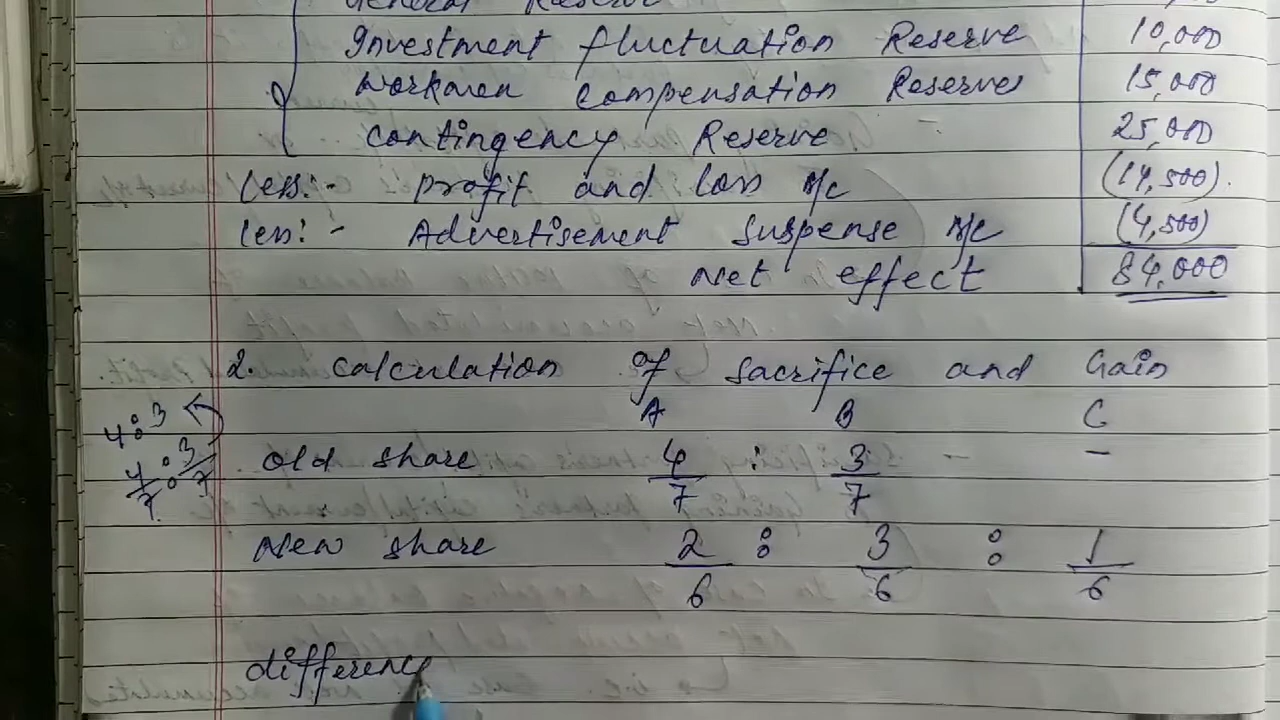 General Reserve
Investment fluctuation Reserve 10,000
Workmen compensation Reserve 15,000
Contingency Reserve 25,000
Less:- Profit and Loss A/c (14,500)
Less:- Advertisement Suspense A/c (4,500)
Net effect 84,000
2. Calculation of Sacrifice and Gain
A B C
4:3
Old share 4/7 : 3/7 - -
4/7 : 3/7
New share 2/6 : 3/6 : 1/6
difference